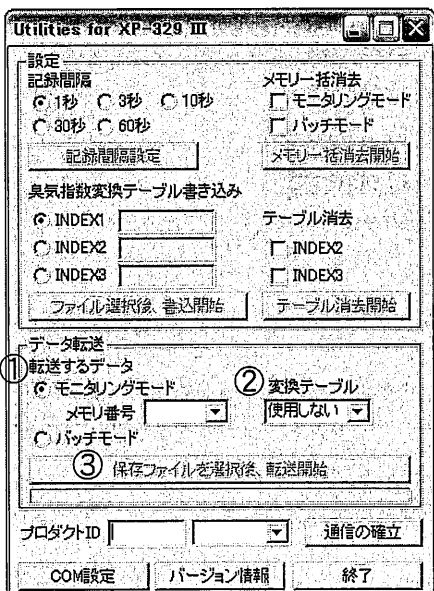 Utilities for XP-329 III
設定
記録間隔
1秒 3秒 10秒
30秒 60秒
記録間隔設定
メモリー括消去
モニタリングモード
バッチモード
メモリー括消去開始
臭気指数変換テーブル書き込み
INDEX1
INDEX2
INDEX3
ファイル選択後、書込開始
テーブル消去
INDEX2
INDEX3
テーブル消去開始
データ転送
①転送するデータ
モニタリングモード
メモリ番号
バッチモード
②変換テーブル
使用しない
③保存ファイルを選択後、転送開始
プロダクトID
通信の確立
COM設定 バージョン情報 終了